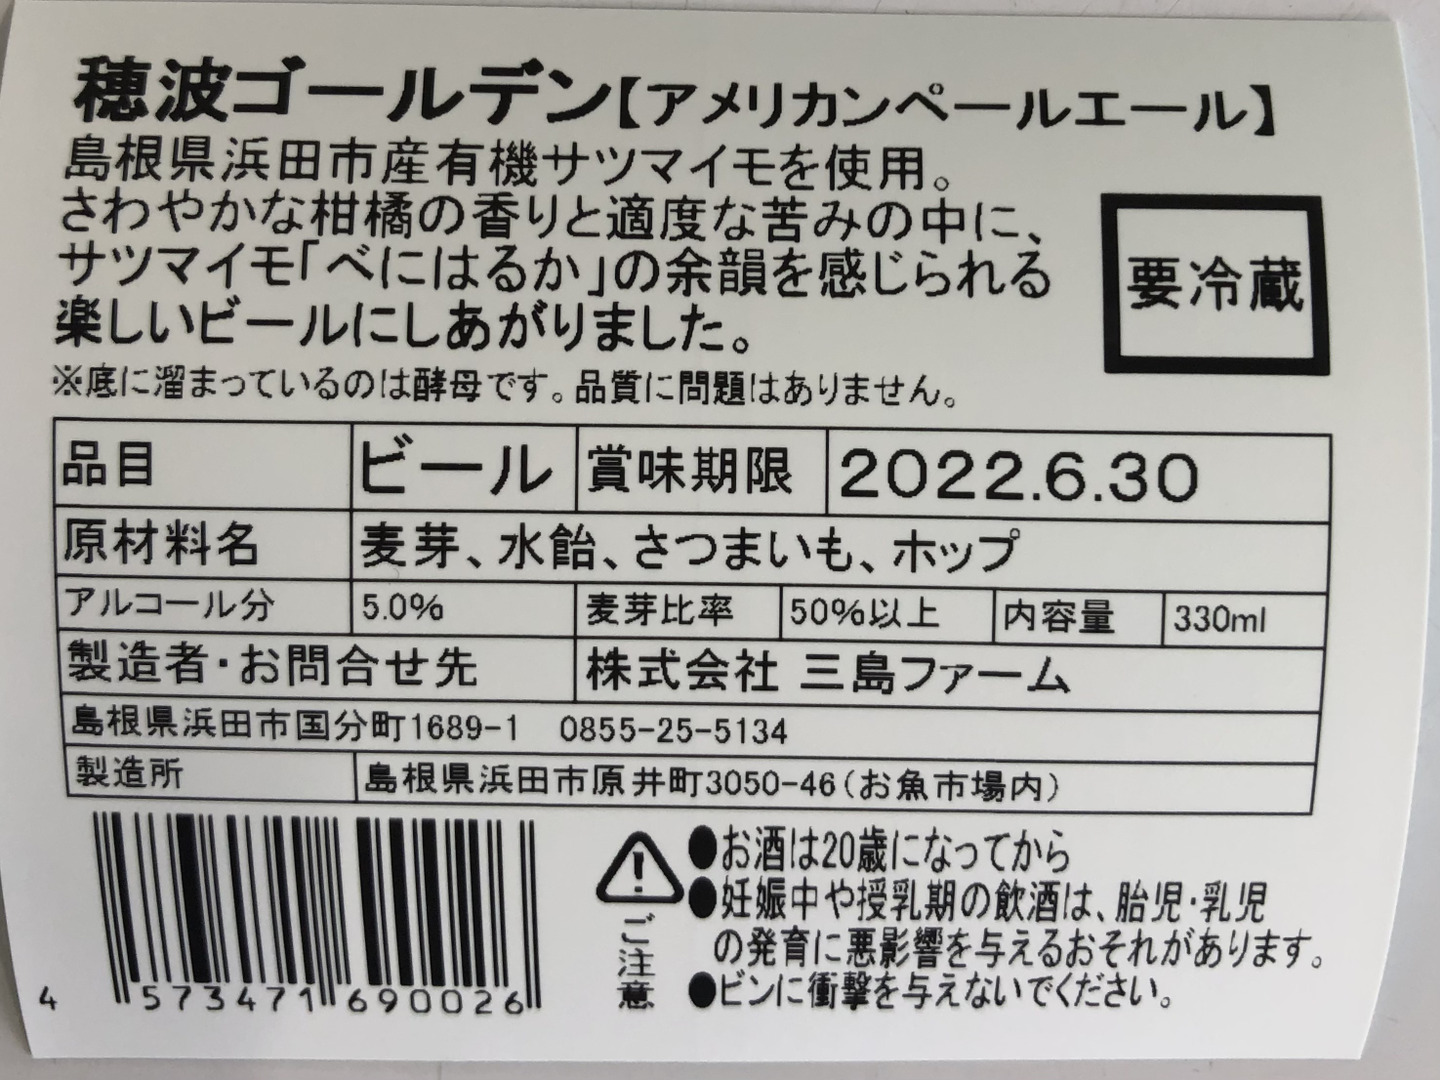 穂波ゴールデン【アメリカンペールエール】
島根県浜田市産有機サツマイモを使用。
さわやかな柑橘の香りと適度な苦みの中に、
サツマイモ「べにはるか」の余韻を感じられる
楽しいビールにしあがりました。
要冷蔵
※底に溜まっているのは酵母です。品質に問題はありません。
品目 ビール 賞味期限 2022.6.30
原材料名 麦芽、水飴、さつまいも、ホップ
アルコール分 5.0% 麦芽比率 50%以上 内容量 330ml
製造者・お問合せ先 株式会社 三島ファーム
島根県浜田市国分町1689-1 0855-25-5134
製造所 島根県浜田市原井町3050-46(お魚市場内)
4 573471 690026
ご注意
●お酒は20歳になってから
●妊娠中や授乳期の飲酒は、胎児・乳児
の発育に悪影響を与えるおそれがあります。
●ビンに衝撃を与えないでください。